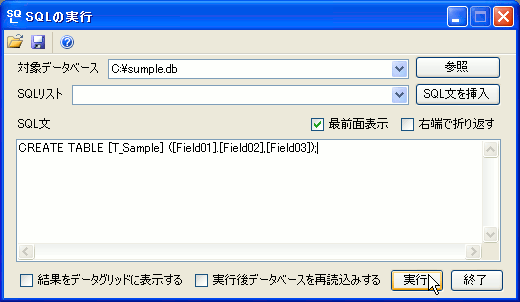 SQLの実行
対象データベース C:¥sumple.db 参照
SQLリスト SQL文を挿入
SQL文 最前面表示 右端で折り返す
CREATE TABLE [T_Sample] ([Field01],[Field02],[Field03]);
結果をデータグリッドに表示する 実行後データベースを再読込みする 実行 終了